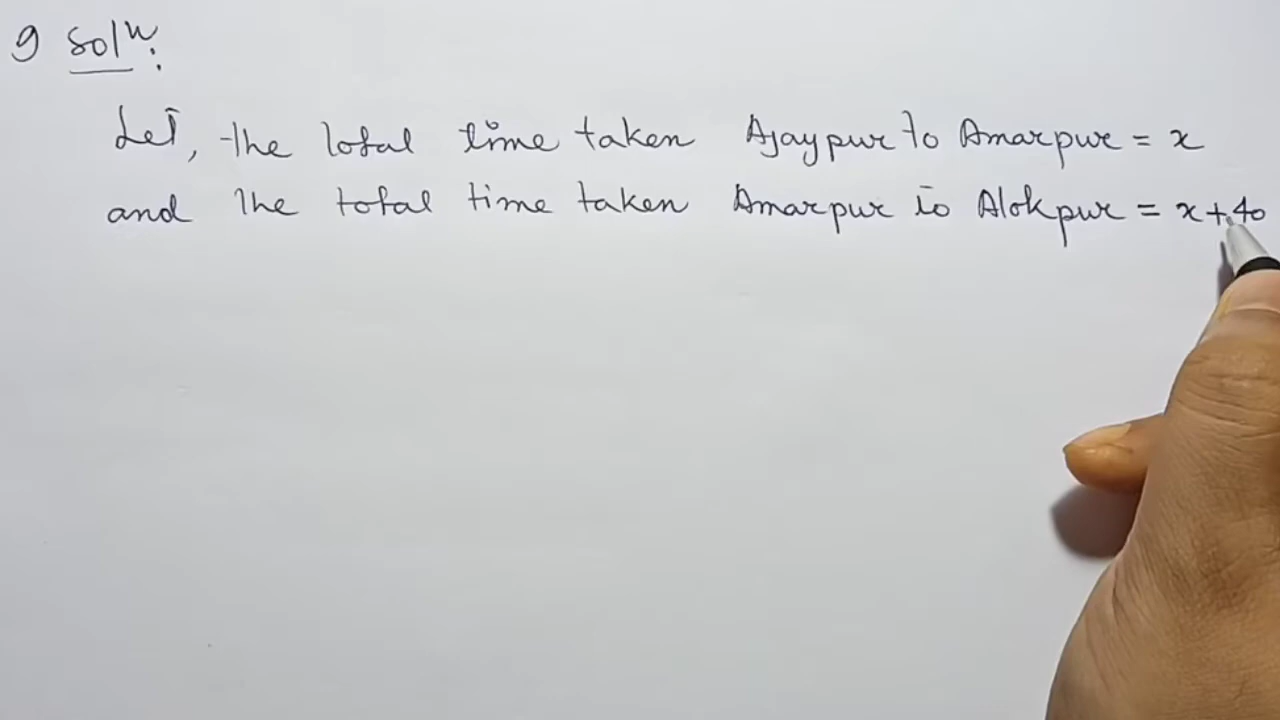 9 Solⁿ:
Let, the total time taken Ajaypur to Amarpur = x
and the total time taken Amarpur to Alokpur = x+40